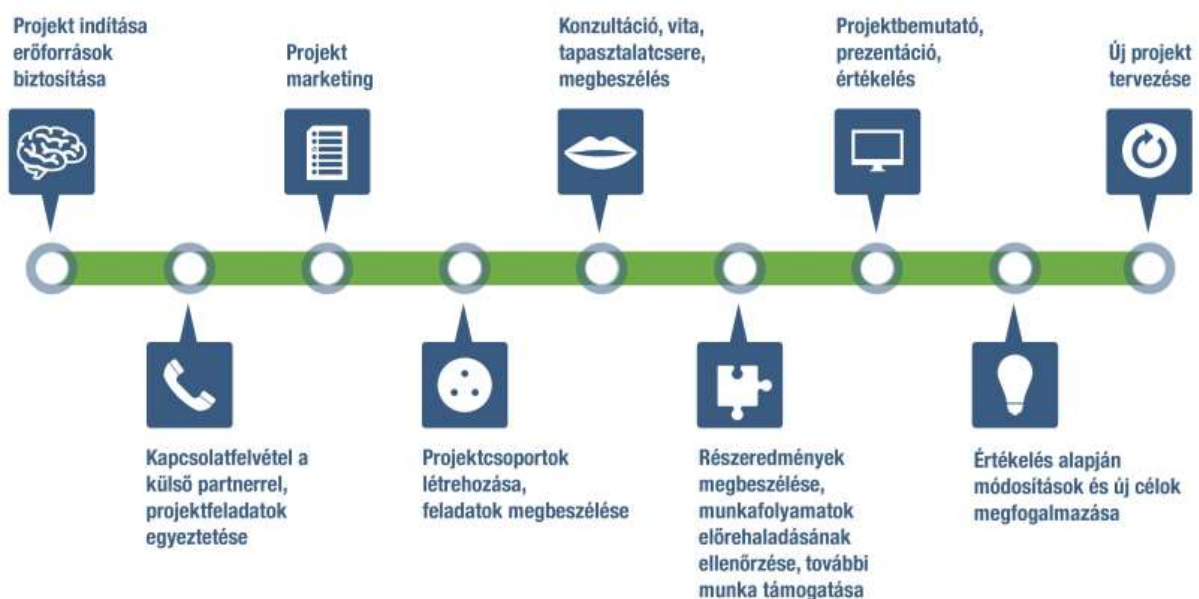 Projekt indítása
erőforrások
biztosítása
Kapcsolatfelvétel a
külső partnerrel,
projektfeladatok
egyeztetése
Projekt
marketing
Projektcsoportok
létrehozása,
feladatok megbeszélése
Konzultáció, vita,
tapasztalatcsere,
megbeszélés
Részeredmények
megbeszélése,
munkafolyamatok
előrehaladásának
ellenőrzése, további
munka támogatása
Projektbemutató,
prezentáció,
értékelés
Értékelés alapján
módosítások és új célok
megfogalmazása
Új projekt
tervezése